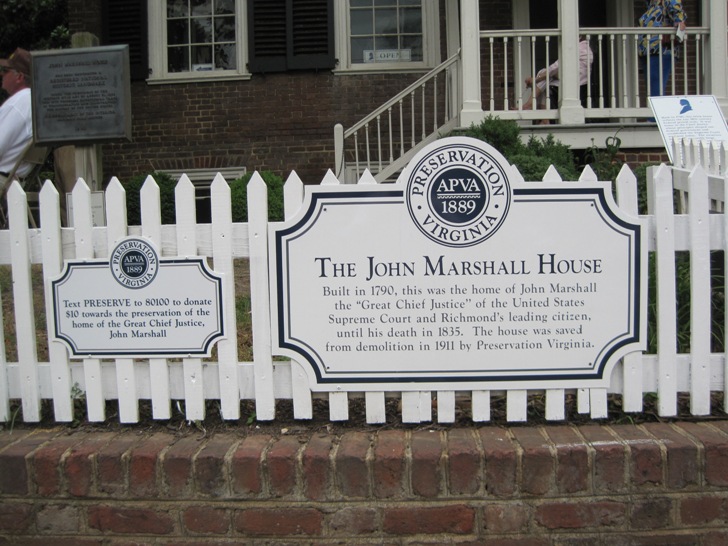 JOHN MARSHALL HOUSE
OPEN
PRESERVATION
APVA
1889
VIRGINIA
THE JOHN MARSHALL HOUSE
Built in 1790, this was the home of John Marshall
the "Great Chief Justice" of the United States
Supreme Court and Richmond's leading citizen,
until his death in 1835. The house was saved
from demolition in 1911 by Preservation Virginia.
PRESERVATION
APVA
1889
VIRGINIA
Text PRESERVE to 80100 to donate
$10 towards the preservation of the
home of the Great Chief Justice,
John Marshall